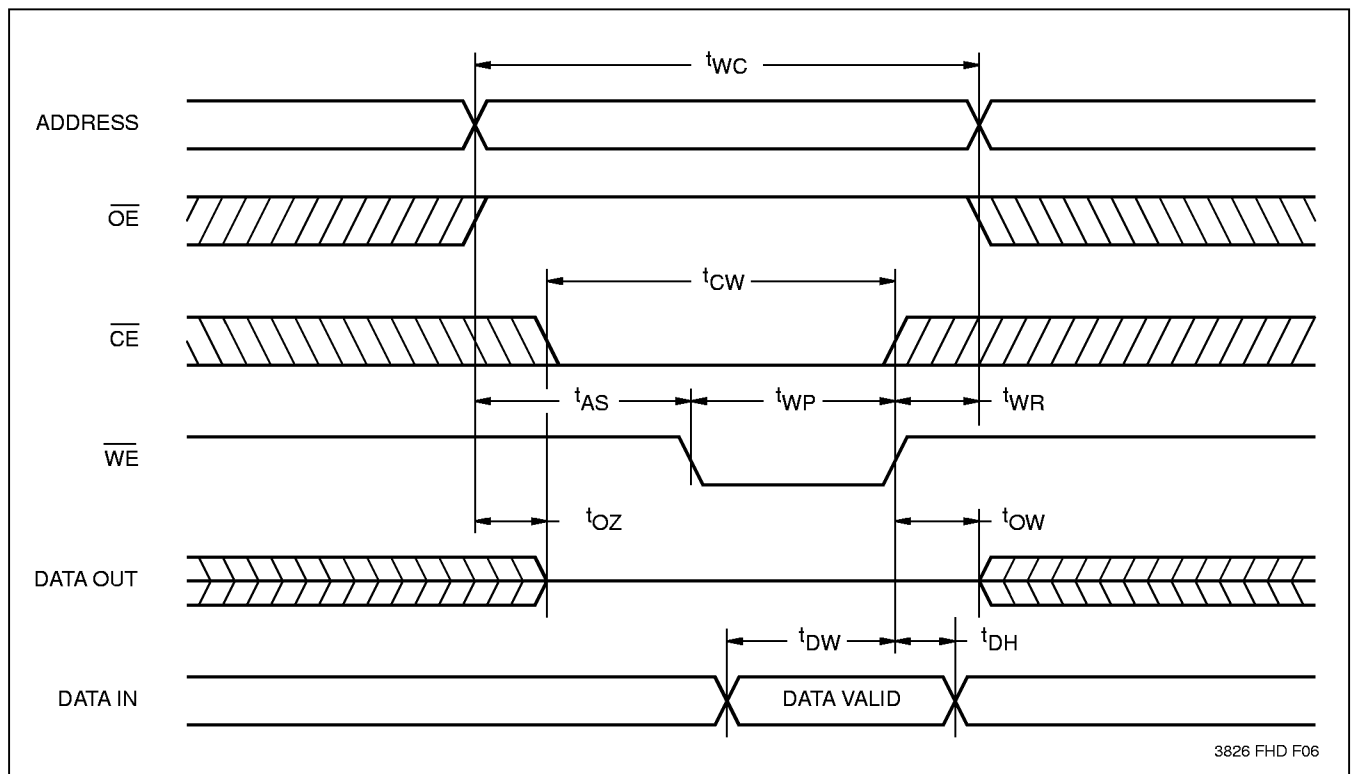 tWC
ADDRESS
OE
tCW
CE
tAS
tWP
tWR
WE
tOZ
tOW
DATA OUT
tDW
tDH
DATA IN
DATA VALID
3826 FHD F06